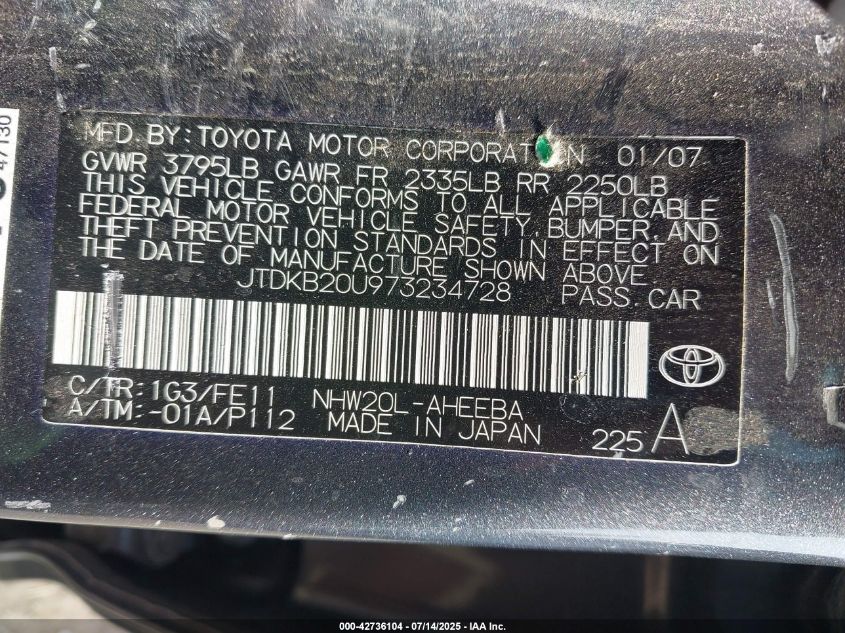 MFD. BY: TOYOTA MOTOR CORPORATION 01/07
GVWR 3795LB GAWR FR 2335LB RR 2250LB
THIS VEHICLE CONFORMS TO ALL APPLICABLE
FEDERAL MOTOR VEHICLE SAFETY, BUMPER, AND
THEFT PREVENTION STANDARDS IN EFFECT ON
THE DATE OF MANUFACTURE SHOWN ABOVE
JTDKB20U973234728 PASS. CAR
C/TR: 1G3/FE11 NHW20L-AHEEBA
A/TM: -01A/P112 MADE IN JAPAN 225 A
47130
000-42736104 - 07/14/2025 - IAA Inc.